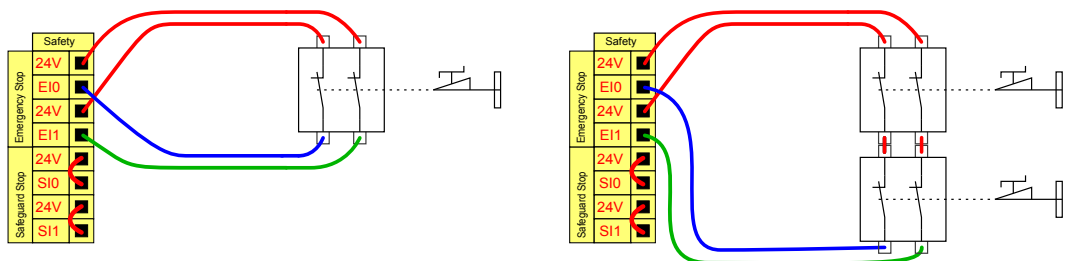 Safety
Emergency Stop
24V
EI0
24V
EI1
Safeguard Stop
24V
SI0
24V
SI1
Safety
Emergency Stop
24V
EI0
24V
EI1
Safeguard Stop
24V
SI0
24V
SI1